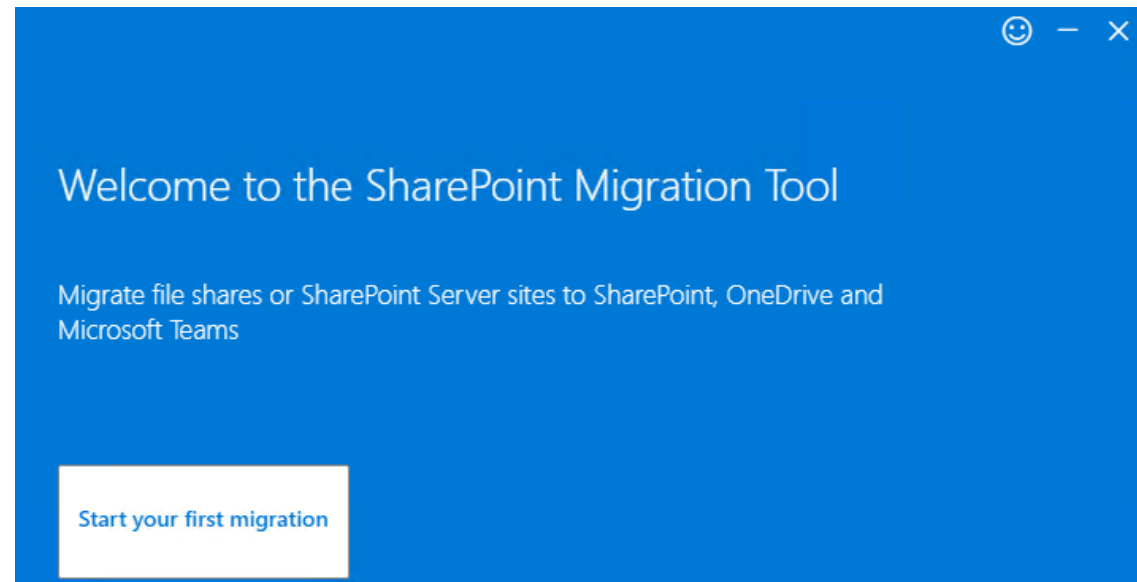 Welcome to the SharePoint Migration Tool
Migrate file shares or SharePoint Server sites to SharePoint, OneDrive and
Microsoft Teams
Start your first migration